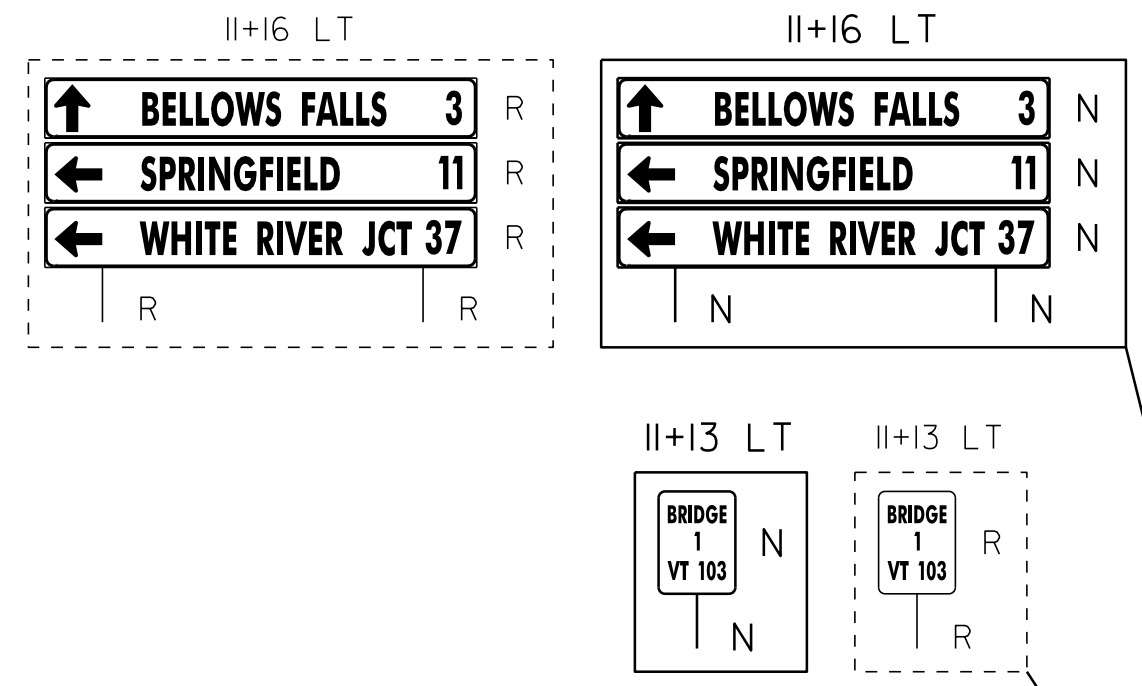 11+16 LT
BELLOWS FALLS 3 R
SPRINGFIELD 11 R
WHITE RIVER JCT 37 R
R R
11+16 LT
BELLOWS FALLS 3 N
SPRINGFIELD 11 N
WHITE RIVER JCT 37 N
N N
11+13 LT
BRIDGE
1
VT 103
N
N
11+13 LT
BRIDGE
1
VT 103
R
R